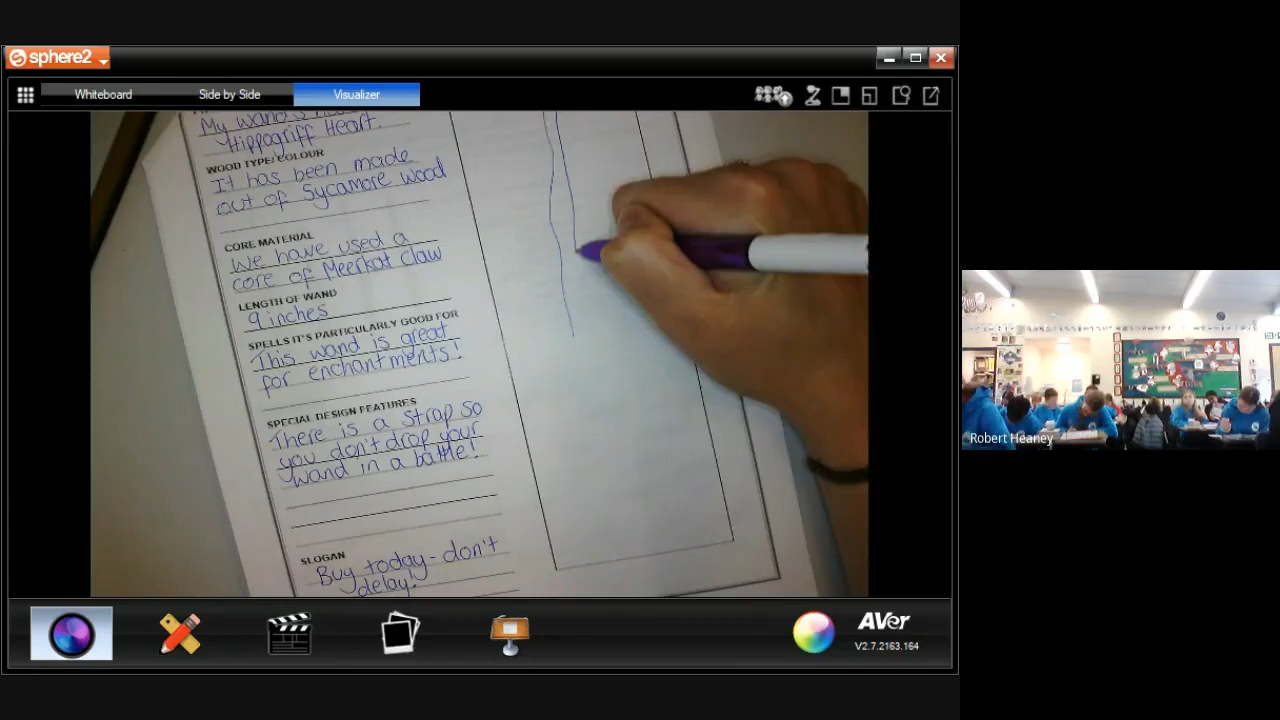 sphere2
Whiteboard
Side by Side
Visualizer
My wand's
Hippogriff Heart.
WOOD TYPE/COLOUR
It has been made
out of Sycamore wood
CORE MATERIAL
We have used a
core of Meerkat claw
LENGTH OF WAND
9 inches
SPELLS IT'S PARTICULARLY GOOD FOR
This wand is great
for enchantments!
SPECIAL DESIGN FEATURES
There is a strap so
you don't drop your
wand in a battle!
SLOGAN
Buy today - don't
delay!
AVer
V2.7.2163.164
Robert Heaney